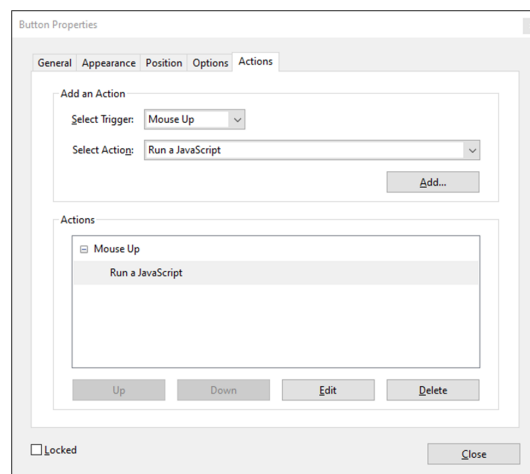 Button Properties
General Appearance Position Options Actions
Add an Action
Select Trigger: Mouse Up
Select Action: Run a JavaScript
Add...
Actions
Mouse Up
Run a JavaScript
Up Down Edit Delete
Locked
Close